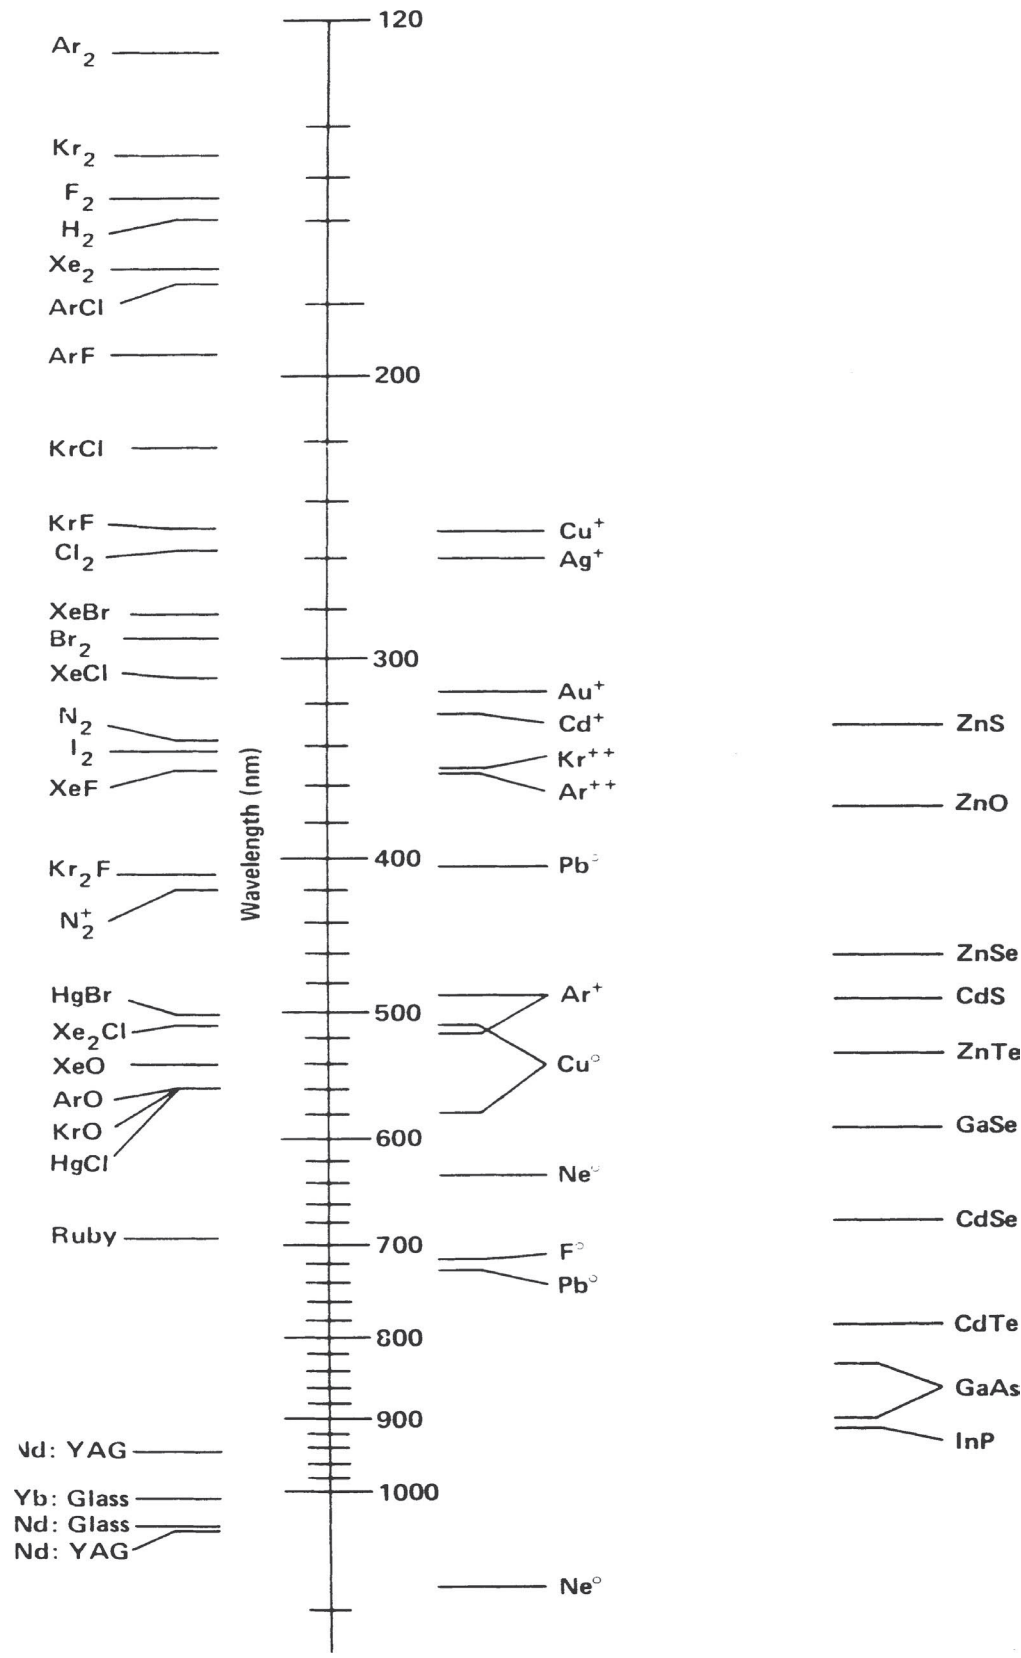 120
Ar₂
Kr₂
F₂
H₂
Xe₂
ArCl
ArF
200
KrCl
KrF
Cl₂
XeBr
Br₂
XeCl
N₂
I₂
XeF
Kr₂F
N₂⁺
HgBr
Xe₂Cl
XeO
ArO
KrO
HgCl
Ruby
Nd: YAG
Yb: Glass
Nd: Glass
Nd: YAG
Wavelength (nm)
300
400
500
600
700
800
900
1000
Cu⁺
Ag⁺
Au⁺
Cd⁺
Kr⁺⁺
Ar⁺⁺
Pb°
Ar⁺
Cu°
Ne°
F°
Pb°
Ne°
ZnS
ZnO
ZnSe
CdS
ZnTe
GaSe
CdSe
CdTe
GaAs
InP